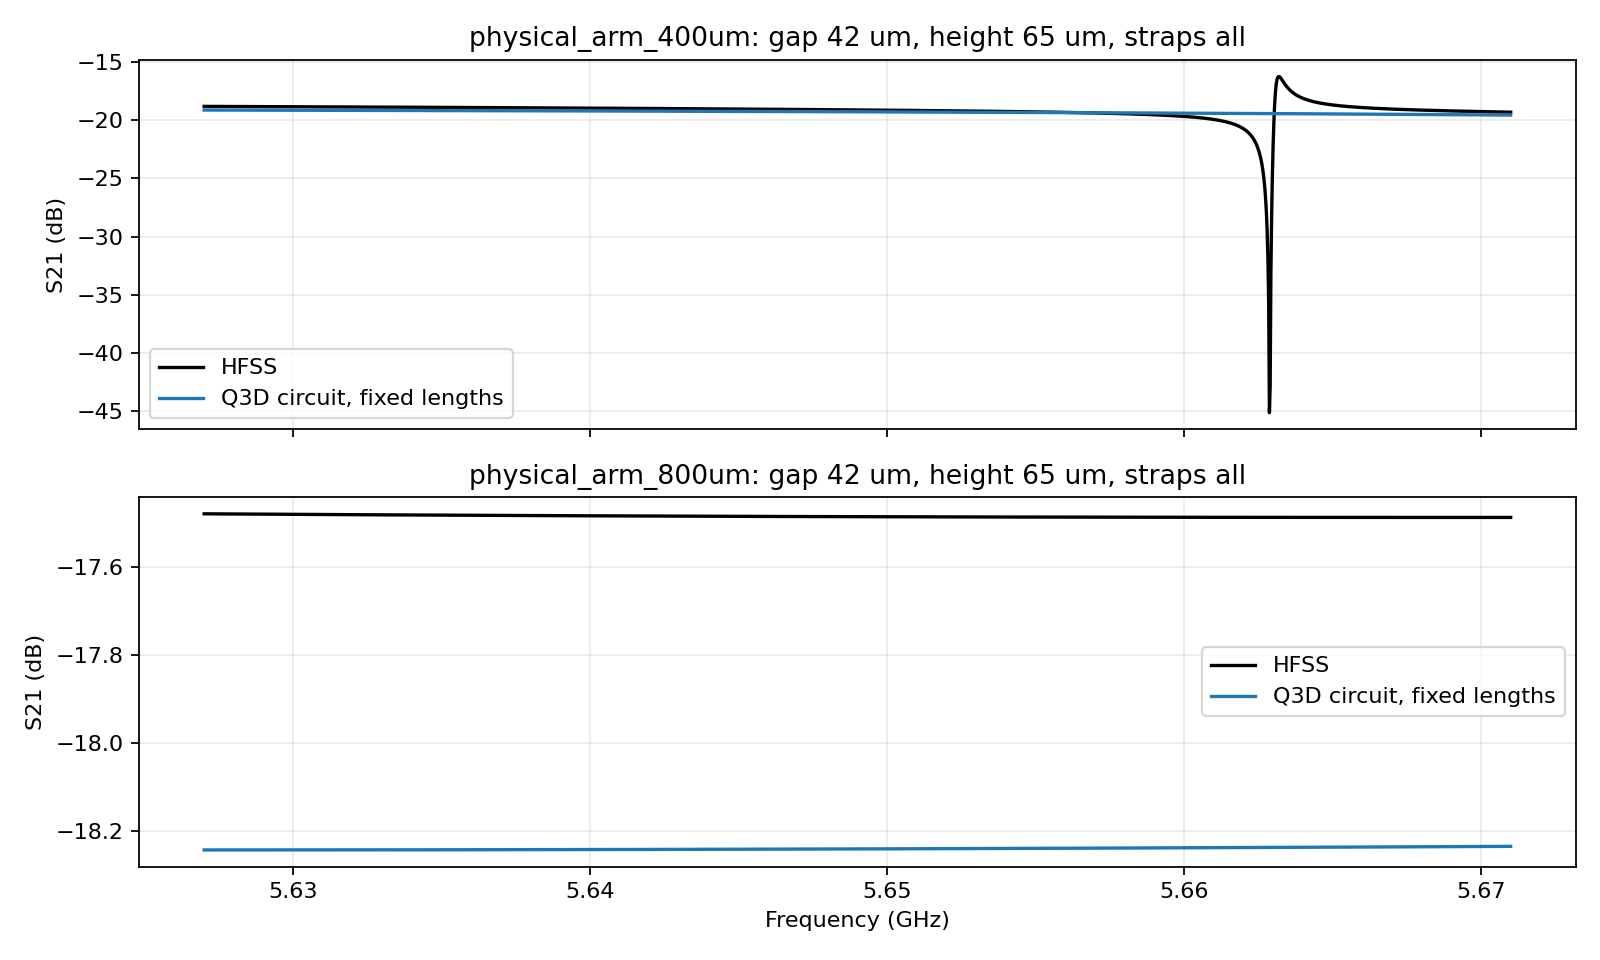 physical_arm_400um: gap 42 um, height 65 um, straps all
−15
−20
−25
−30
−35
−40
−45
S21 (dB)
HFSS
Q3D circuit, fixed lengths
physical_arm_800um: gap 42 um, height 65 um, straps all
−17.6
−17.8
−18.0
−18.2
S21 (dB)
HFSS
Q3D circuit, fixed lengths
5.63 5.64 5.65 5.66 5.67
Frequency (GHz)